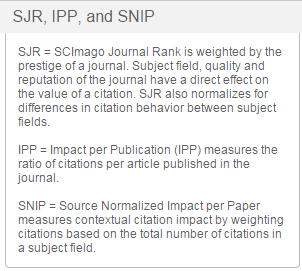 SJR, IPP, and SNIP
SJR = SCImago Journal Rank is weighted by the
prestige of a journal. Subject field, quality and
reputation of the journal have a direct effect on
the value of a citation. SJR also normalizes for
differences in citation behavior between subject
fields.
IPP = Impact per Publication (IPP) measures the
ratio of citations per article published in the
journal.
SNIP = Source Normalized Impact per Paper
measures contextual citation impact by weighting
citations based on the total number of citations in
a subject field.